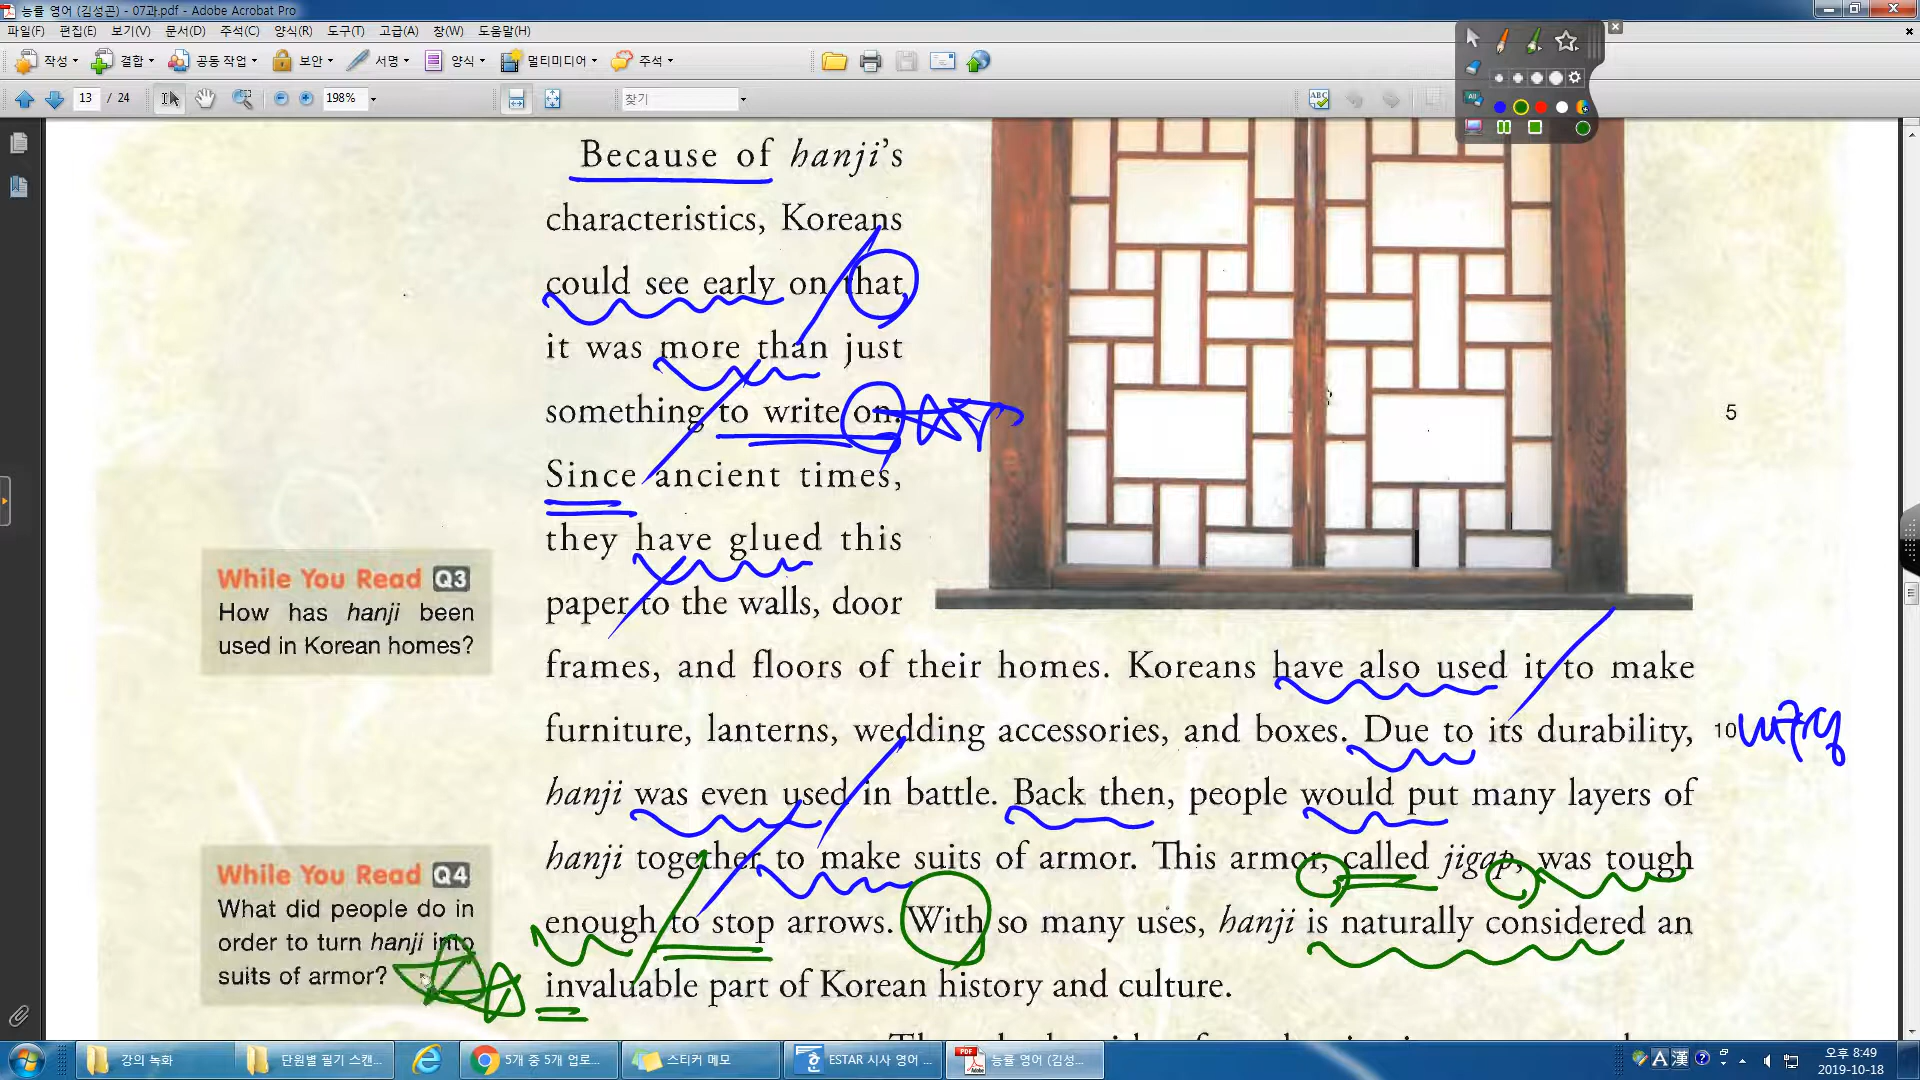 능률 영어 (김성곤) - 07과.pdf - Adobe Acrobat Pro
파일(F) 편집(E) 보기(V) 문서(D) 주석(C) 양식(R) 도구(T) 고급(A) 창(W) 도움말(H)
작성 결합 공동 작업 보안 서명 양식 멀티미디어 주석
13 / 24 198% 찾기
Because of hanji's
characteristics, Koreans
could see early on that
it was more than just
something to write on.
5
Since ancient times,
they have glued this
paper to the walls, door
frames, and floors of their homes. Koreans have also used it to make
furniture, lanterns, wedding accessories, and boxes. Due to its durability,
10
hanji was even used in battle. Back then, people would put many layers of
hanji together to make suits of armor. This armor, called jigap, was tough
enough to stop arrows. With so many uses, hanji is naturally considered an
invaluable part of Korean history and culture.
While You Read Q3
How has hanji been
used in Korean homes?
While You Read Q4
What did people do in
order to turn hanji into
suits of armor?
강의 녹화
단원별 필기 스캔...
5개 중 5개 업로...
스티커 메모
ESTAR 시사 영어 ...
능률 영어 (김성...
A 漢
오후 8:49
2019-10-18